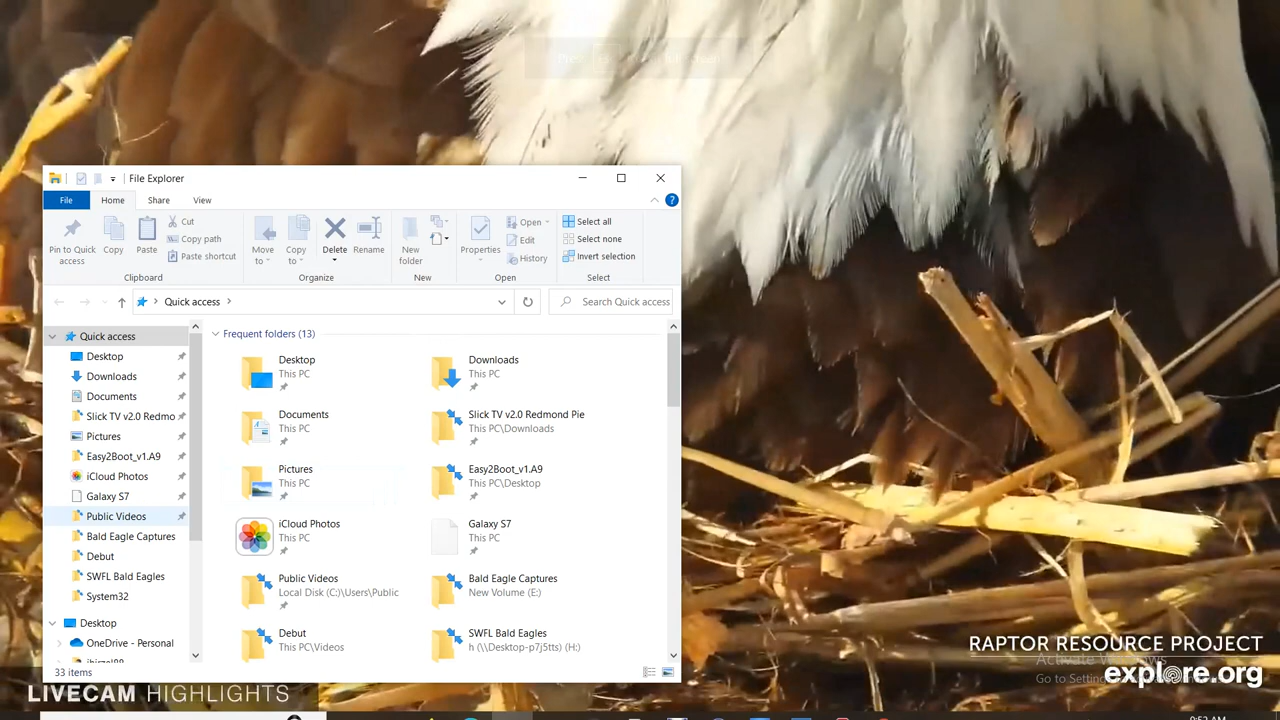 File Explorer
File
Home
Share
View
Pin to Quick access
Copy
Paste
Cut
Copy path
Paste shortcut
Clipboard
Move to
Copy to
Delete
Rename
Organize
New folder
New
Properties
Open
Edit
History
Open
Select all
Select none
Invert selection
Select
Quick access
Search Quick access
Quick access
Desktop
Downloads
Documents
Slick TV v2.0 Redmo
Pictures
Easy2Boot_v1.A9
iCloud Photos
Galaxy S7
Public Videos
Bald Eagle Captures
Debut
SWFL Bald Eagles
System32
Desktop
OneDrive - Personal
Frequent folders (13)
Desktop
This PC
Downloads
This PC
Documents
This PC
Slick TV v2.0 Redmond Pie
This PC\Downloads
Pictures
This PC
Easy2Boot_v1.A9
This PC\Desktop
iCloud Photos
This PC
Galaxy S7
This PC
Public Videos
Local Disk (C:)\Users\Public
Bald Eagle Captures
New Volume (E:)
Debut
This PC\Videos
SWFL Bald Eagles
h (\\Desktop-p7j5tts) (H:)
33 items
LIVECAM HIGHLIGHTS
RAPTOR RESOURCE PROJECT
explore.org
Activate Windows
Go to Setting